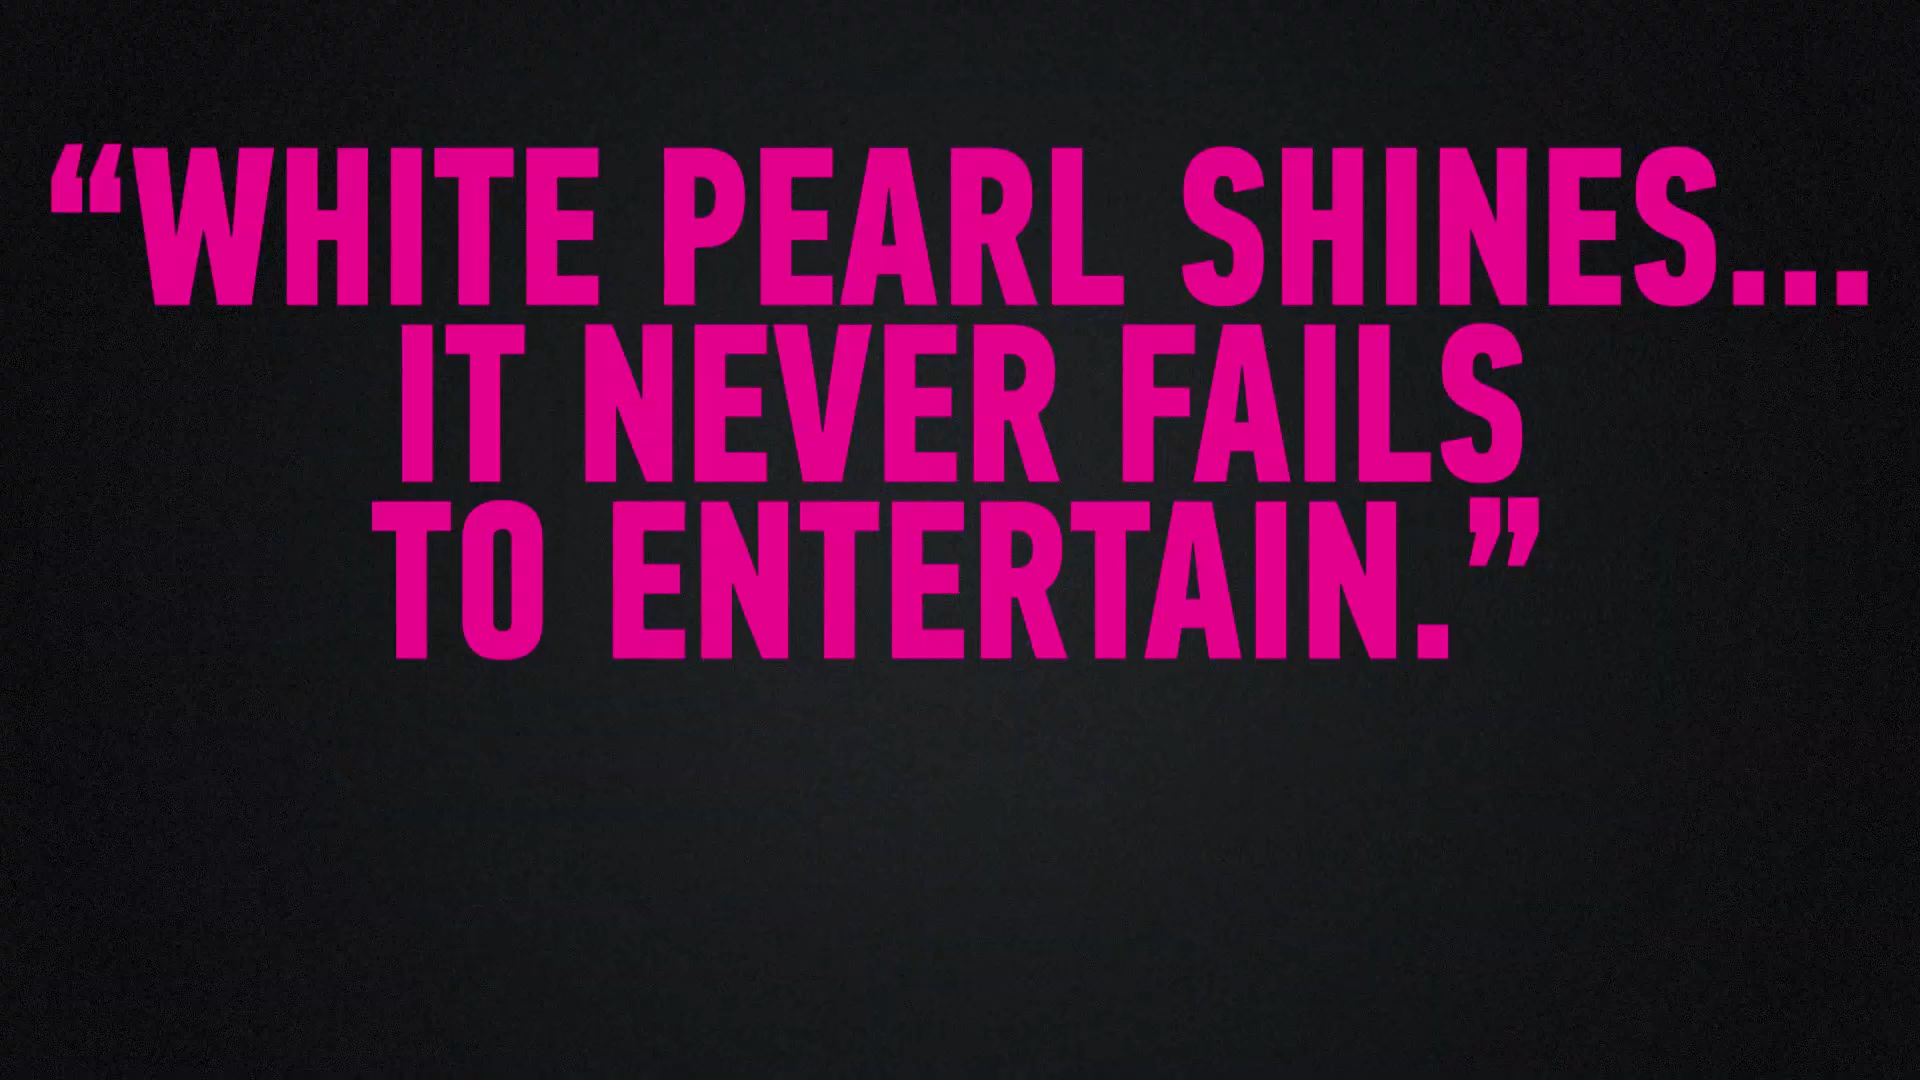 “WHITE PEARL SHINES...
IT NEVER FAILS
TO ENTERTAIN.”